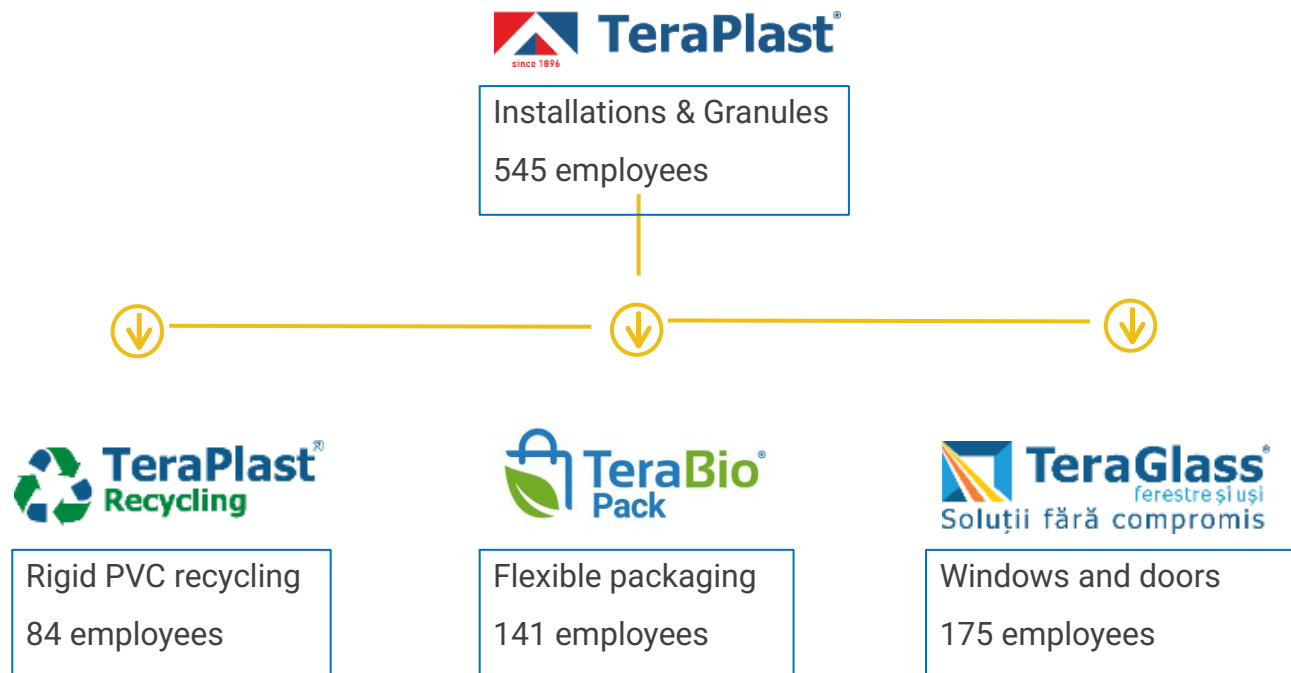 TeraPlast®
since 1896
Installations & Granules
545 employees
TeraPlast®
Recycling
Rigid PVC recycling
84 employees
TeraBio®
Pack
Flexible packaging
141 employees
TeraGlass®
ferestre și uși
Soluții fără compromis
Windows and doors
175 employees